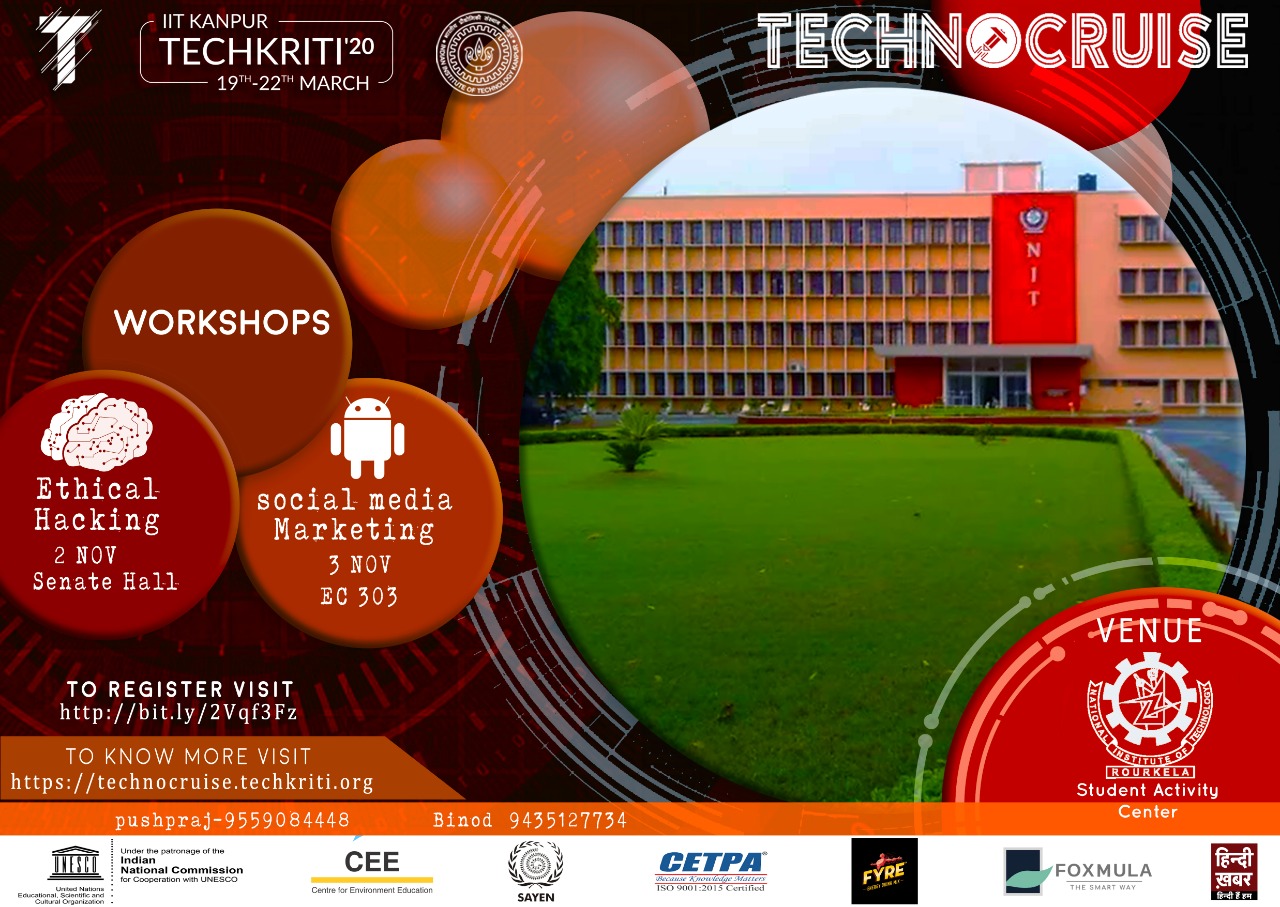 IIT KANPUR
TECHKRITI'20
19TH-22TH MARCH
TECHNOCRUISE
N
I
T
WORKSHOPS
Ethical
Hacking
2 NOV
Senate Hall
social media
Marketing
3 NOV
EC 303
VENUE
NATIONAL INSTITUTE OF TECHNOLOGY
ROURKELA
Student Activity
Center
TO REGISTER VISIT
http://bit.ly/2Vqf3Fz
TO KNOW MORE VISIT
https://technocruise.techkriti.org
pushpraj-9559084448 Binod 9435127734
UNESCO
United Nations
Educational, Scientific and
Cultural Organization
Under the patronage of the
Indian
National Commission
for Cooperation with UNESCO
CEE
Centre for Environment Education
SAYEN
CETPA
Because Knowledge Matters
ISO 9001:2015 Certified
FYRE
FOXMULA
THE SMART WAY
हिन्दी
ख़बर
हिन्दी हैं हम